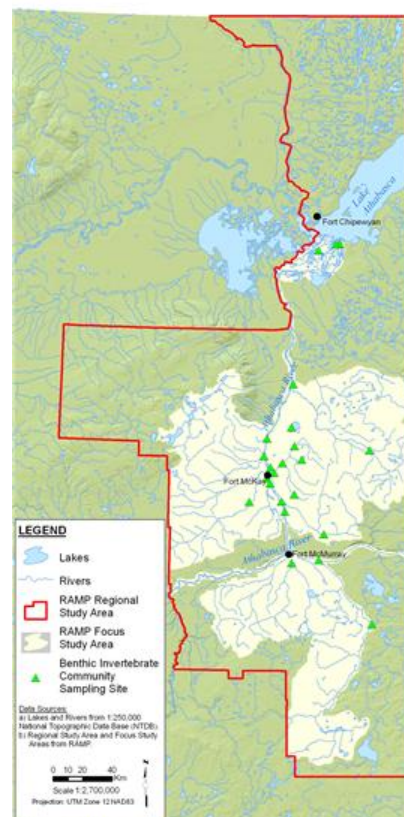 Lake Athabasca
Fort Chipewyan
Athabasca River
Fort McKay
Athabasca River
Fort McMurray
LEGEND
Lakes
Rivers
RAMP Regional
Study Area
RAMP Focus
Study Area
Benthic Invertebrate
Community
Sampling Site
Data Sources:
a) Lakes and Rivers from 1:250,000
National Topographic Data Base (NTDB).
b) Regional Study Area and Focus Study
Areas from RAMP.
40 20 0 40
Km
Scale 1:2,700,000
Projection: UTM Zone 12 NAD83